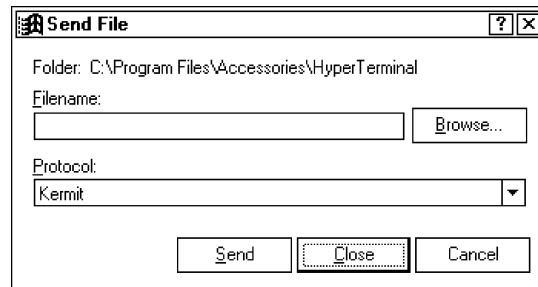 Send File
Folder: C:\Program Files\Accessories\HyperTerminal
Filename:
Browse...
Protocol:
Kermit
Send Close Cancel